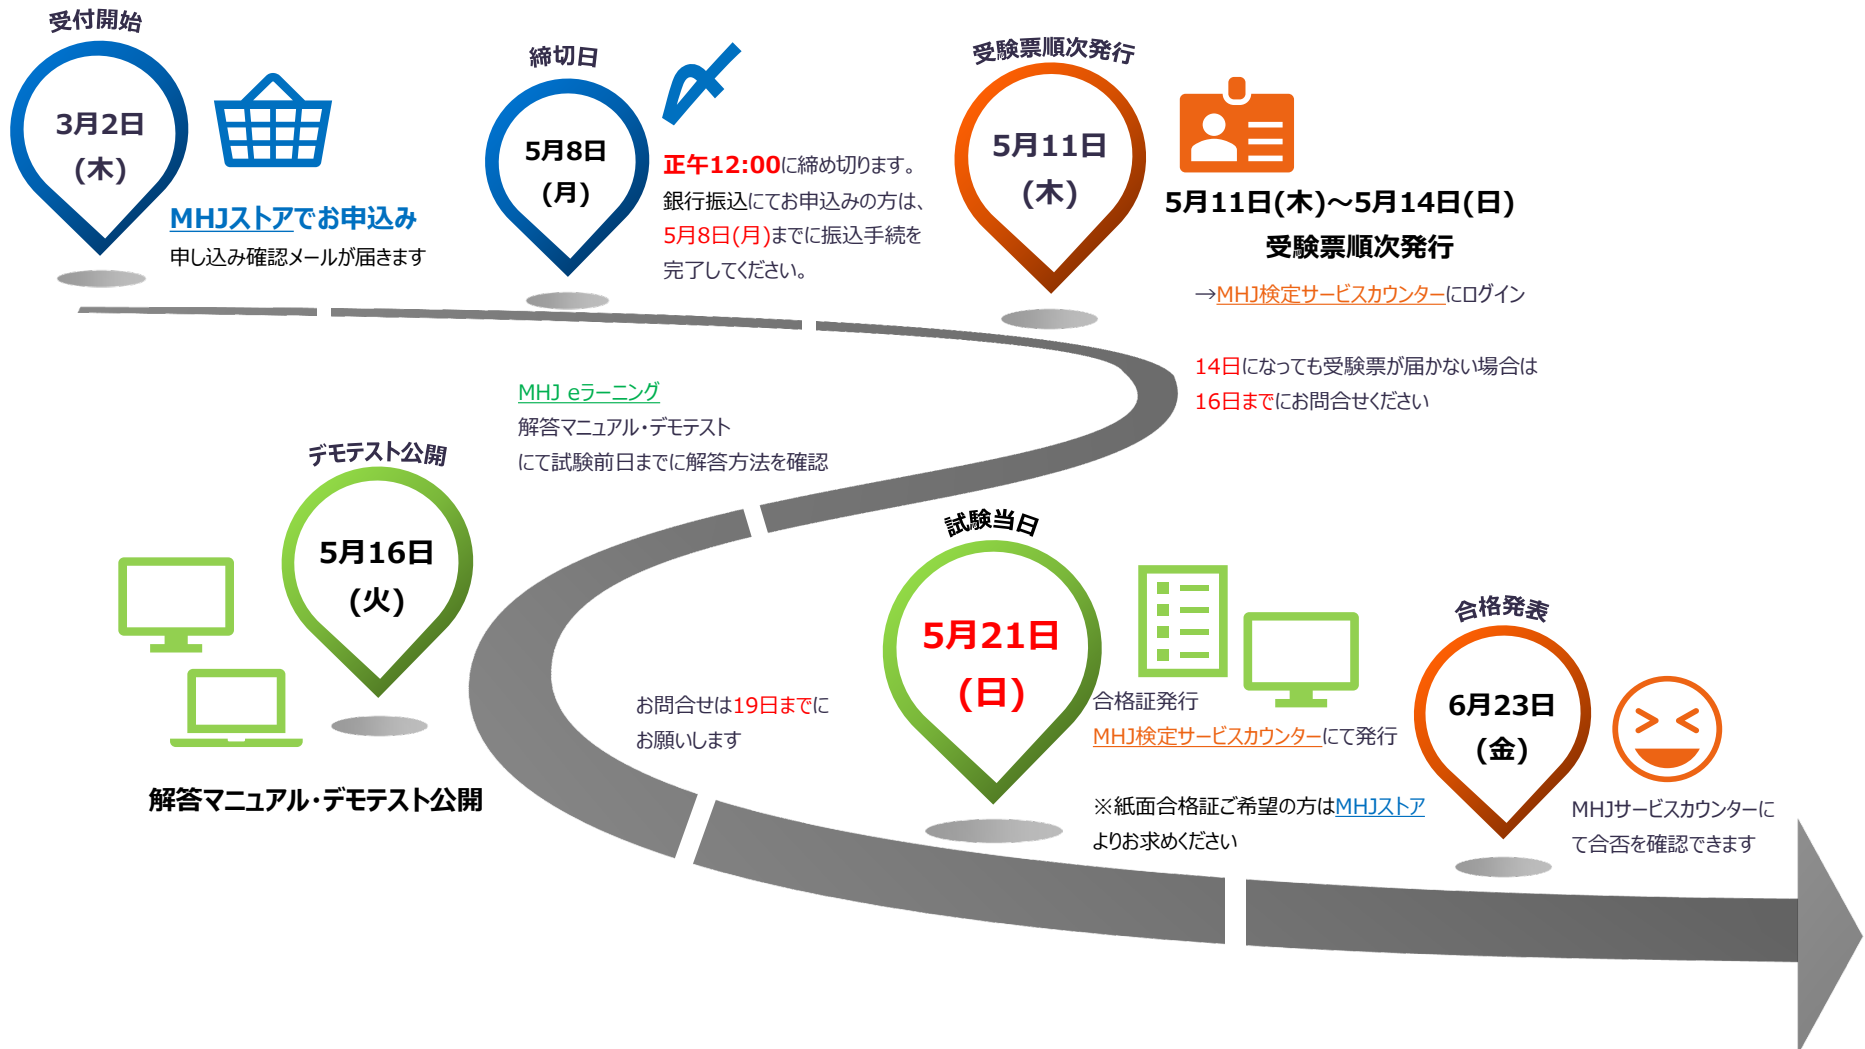 受付開始
3月2日
(木)
MHJストアでお申込み
申し込み確認メールが届きます
締切日
5月8日
(月)
正午12:00に締め切ります。
銀行振込にてお申込みの方は、
5月8日(月)までに振込手続を
完了してください。
受験票順次発行
5月11日
(木)
5月11日(木)～5月14日(日)
受験票順次発行
→MHJ検定サービスカウンターにログイン
14日になっても受験票が届かない場合は
16日までにお問合せください
MHJ eラーニング
解答マニュアル・デモテスト
にて試験前日までに解答方法を確認
デモテスト公開
5月16日
(火)
解答マニュアル・デモテスト公開
お問合せは19日までに
お願いします
試験当日
5月21日
(日)
合格証発行
MHJ検定サービスカウンターにて発行
※紙面合格証ご希望の方はMHJストア
よりお求めください
合格発表
6月23日
(金)
MHJサービスカウンターに
て合否を確認できます